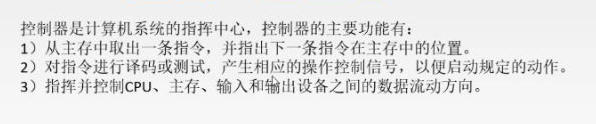 控制器是计算机系统的指挥中心，控制器的主要功能有：
1）从主存中取出一条指令，并指出下一条指令在主存中的位置。
2）对指令进行译码或测试，产生相应的操作控制信号，以便启动规定的动作。
3）指挥并控制CPU、主存、输入和输出设备之间的数据流动方向。